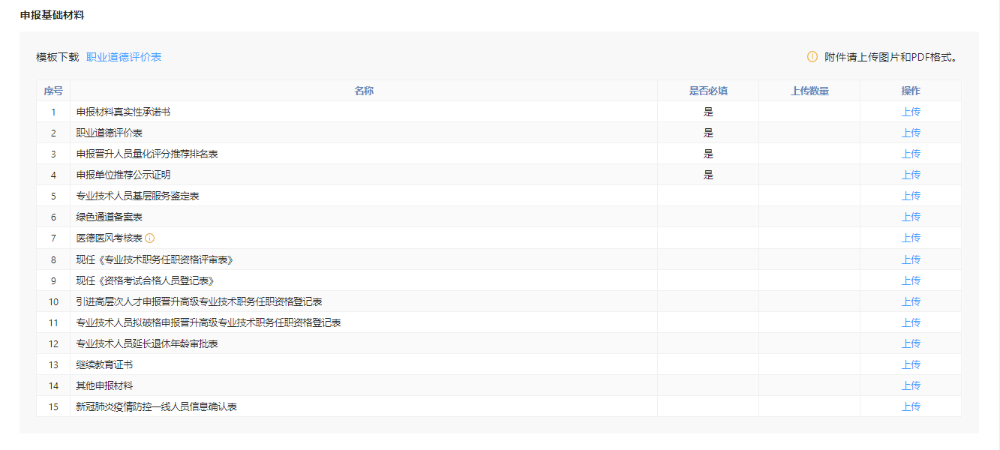 申报基础材料
模板下载 职业道德评价表 附件请上传图片和PDF格式。
序号 名称 是否必填 上传数量 操作
1 申报材料真实性承诺书 是 上传
2 职业道德评价表 是 上传
3 申报晋升人员量化评分推荐排名表 是 上传
4 申报单位推荐公示证明 是 上传
5 专业技术人员基层服务鉴定表 上传
6 绿色通道备案表 上传
7 医德医风考核表 上传
8 现任《专业技术职务任职资格评审表》 上传
9 现任《资格考试合格人员登记表》 上传
10 引进高层次人才申报晋升高级专业技术职务任职资格登记表 上传
11 专业技术人员拟破格申报晋升高级专业技术职务任职资格登记表 上传
12 专业技术人员延长退休年龄审批表 上传
13 继续教育证书 上传
14 其他申报材料 上传
15 新冠肺炎疫情防控一线人员信息确认表 上传